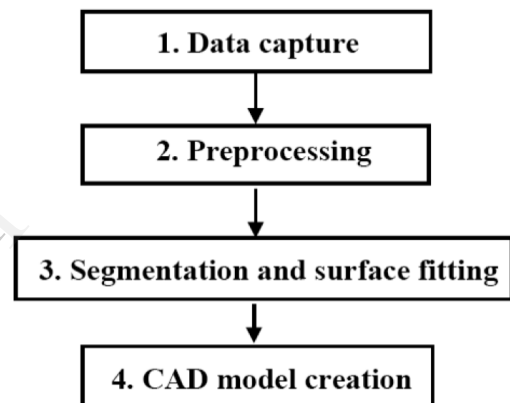 1. Data capture
2. Preprocessing
3. Segmentation and surface fitting
4. CAD model creation